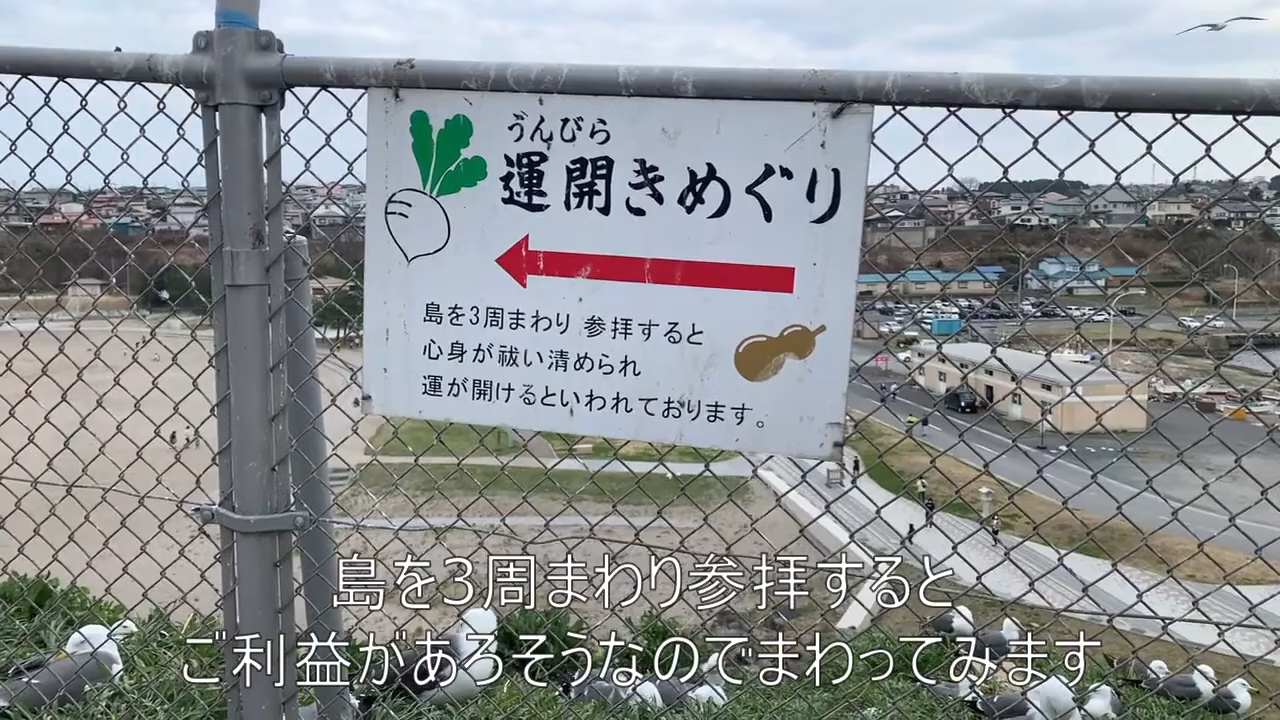 うんびら
運開きめぐり
島を3周まわり 参拝すると
心身が祓い清められ
運が開けるといわれております。
島を3周まわり参拝すると
ご利益があろそうなのでまわってみます